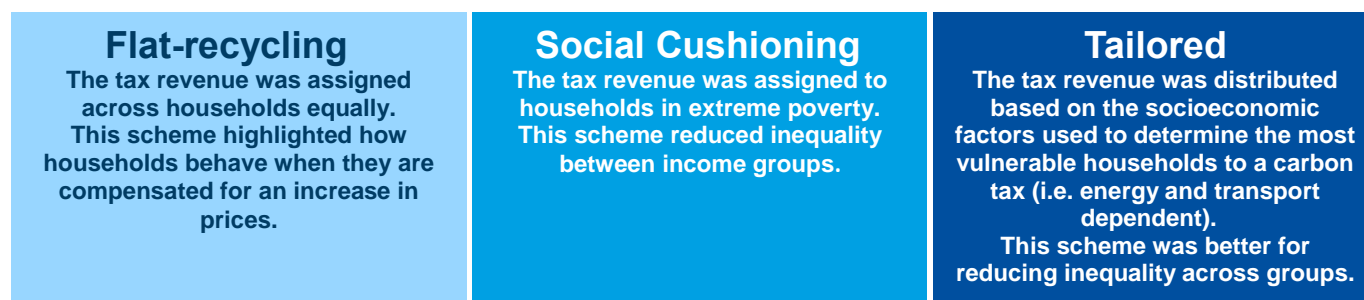 Flat-recycling
The tax revenue was assigned
across households equally.
This scheme highlighted how
households behave when they are
compensated for an increase in
prices.
Social Cushioning
The tax revenue was assigned to
households in extreme poverty.
This scheme reduced inequality
between income groups.
Tailored
The tax revenue was distributed
based on the socioeconomic
factors used to determine the most
vulnerable households to a carbon
tax (i.e. energy and transport
dependent).
This scheme was better for
reducing inequality across groups.